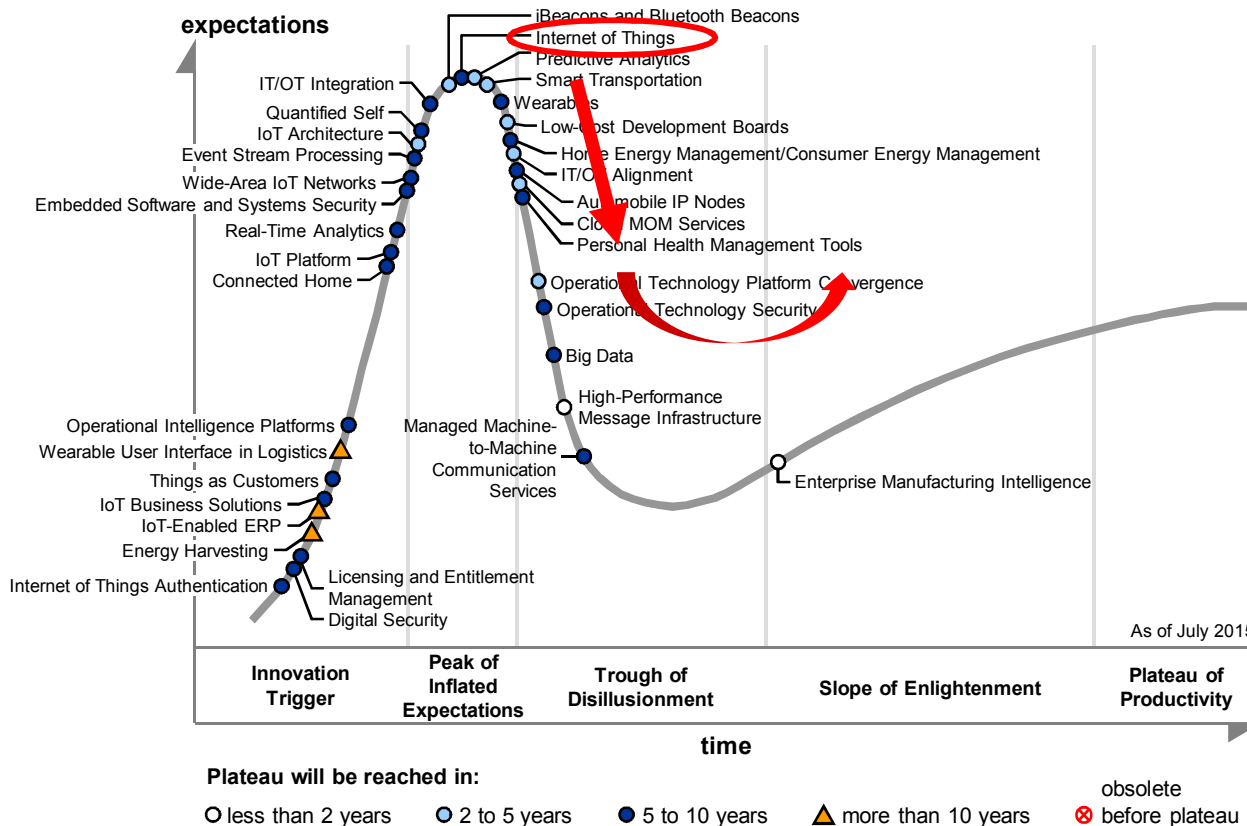 expectations
iBeacons and Bluetooth Beacons
Internet of Things
Predictive Analytics
Smart Transportation
Wearables
Low-Cost Development Boards
Home Energy Management/Consumer Energy Management
IT/OT Alignment
Automobile IP Nodes
Cloud MOM Services
Personal Health Management Tools
Operational Technology Platform Convergence
Operational Technology Security
Big Data
High-Performance
Message Infrastructure
Managed Machine-
to-Machine
Communication
Services
Enterprise Manufacturing Intelligence
IT/OT Integration
Quantified Self
IoT Architecture
Event Stream Processing
Wide-Area IoT Networks
Embedded Software and Systems Security
Real-Time Analytics
IoT Platform
Connected Home
Operational Intelligence Platforms
Wearable User Interface in Logistics
Things as Customers
IoT Business Solutions
IoT-Enabled ERP
Energy Harvesting
Internet of Things Authentication
Licensing and Entitlement
Management
Digital Security
As of July 2015
Innovation
Trigger
Peak of
Inflated
Expectations
Trough of
Disillusionment
Slope of Enlightenment
Plateau of
Productivity
time
Plateau will be reached in:
less than 2 years
2 to 5 years
5 to 10 years
more than 10 years
obsolete
before plateau